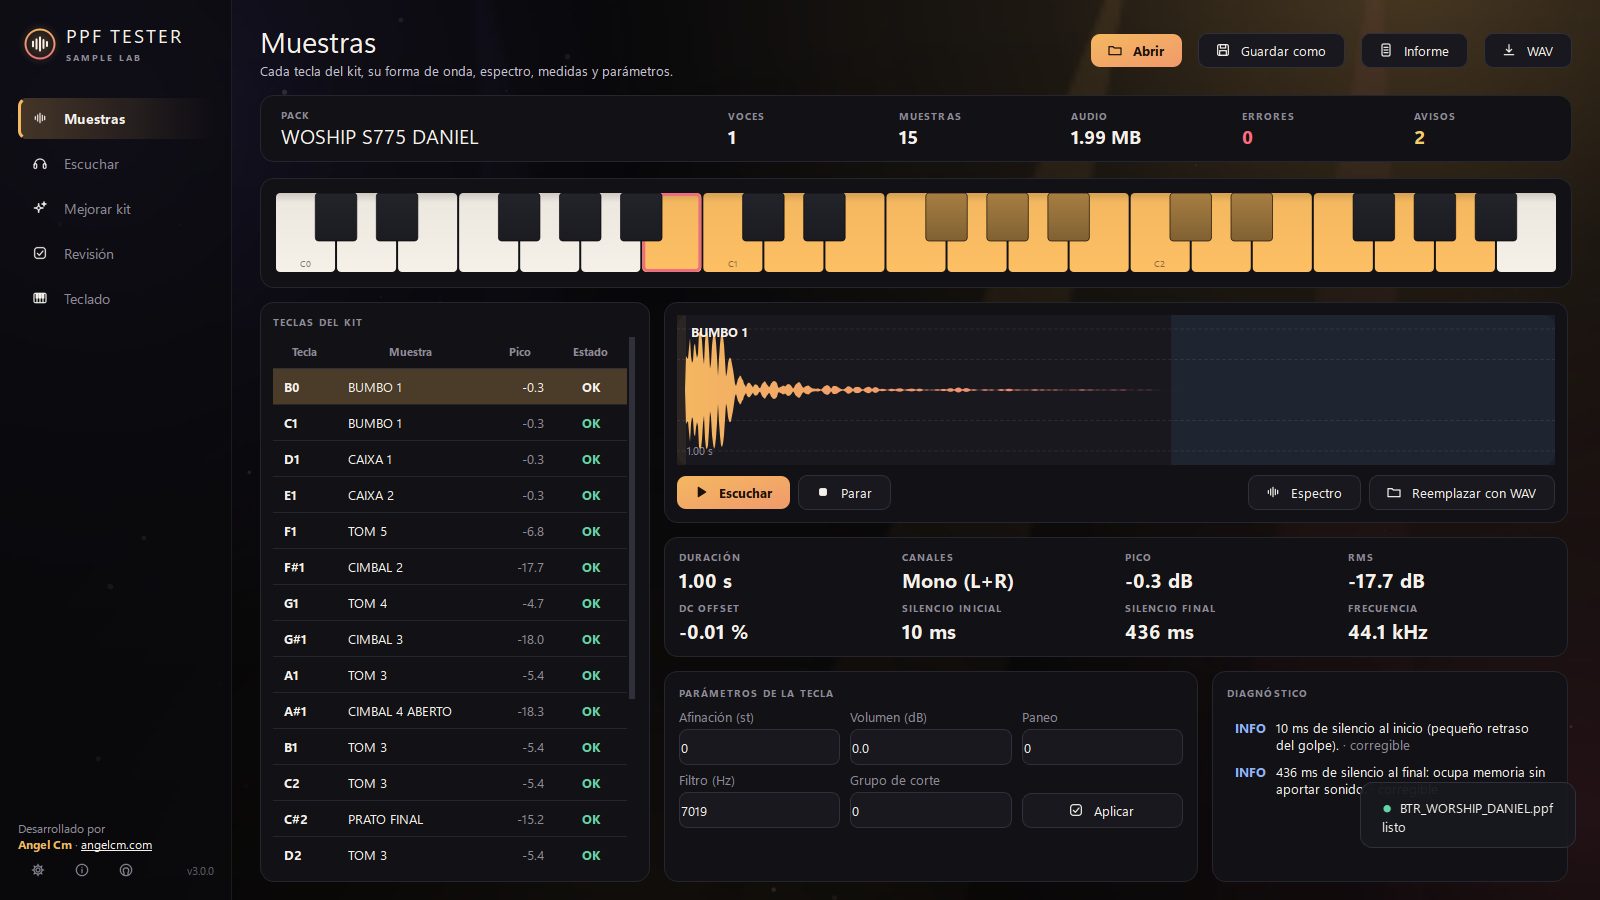 PPF TESTER
SAMPLE LAB
Muestras
Escuchar
Mejorar kit
Revisión
Teclado
Desarrollado por
Angel Cm · angelcm.com
v3.0.0
Muestras
Cada tecla del kit, su forma de onda, espectro, medidas y parámetros.
Abrir
Guardar como
Informe
WAV
PACK
WOSHIP S775 DANIEL
VOCES
1
MUESTRAS
15
AUDIO
1.99 MB
ERRORES
0
AVISOS
2
C0
C1
C2
TECLAS DEL KIT
Tecla Muestra Pico Estado
B0 BUMBO 1 -0.3 OK
C1 BUMBO 1 -0.3 OK
D1 CAIXA 1 -0.3 OK
E1 CAIXA 2 -0.3 OK
F1 TOM 5 -6.8 OK
F#1 CIMBAL 2 -17.7 OK
G1 TOM 4 -4.7 OK
G#1 CIMBAL 3 -18.0 OK
A1 TOM 3 -5.4 OK
A#1 CIMBAL 4 ABERTO -18.3 OK
B1 TOM 3 -5.4 OK
C2 TOM 3 -5.4 OK
C#2 PRATO FINAL -15.2 OK
D2 TOM 3 -5.4 OK
BUMBO 1
1.00 s
Escuchar
Parar
Espectro
Reemplazar con WAV
DURACIÓN
1.00 s
CANALES
Mono (L+R)
PICO
-0.3 dB
RMS
-17.7 dB
DC OFFSET
-0.01 %
SILENCIO INICIAL
10 ms
SILENCIO FINAL
436 ms
FRECUENCIA
44.1 kHz
PARÁMETROS DE LA TECLA
Afinación (st)
0
Volumen (dB)
0.0
Paneo
0
Filtro (Hz)
7019
Grupo de corte
0
Aplicar
DIAGNÓSTICO
INFO 10 ms de silencio al inicio (pequeño retraso
del golpe). · corregible
INFO 436 ms de silencio al final: ocupa memoria sin
aportar sonido. · corregible
BTR_WORSHIP_DANIEL.ppf
listo